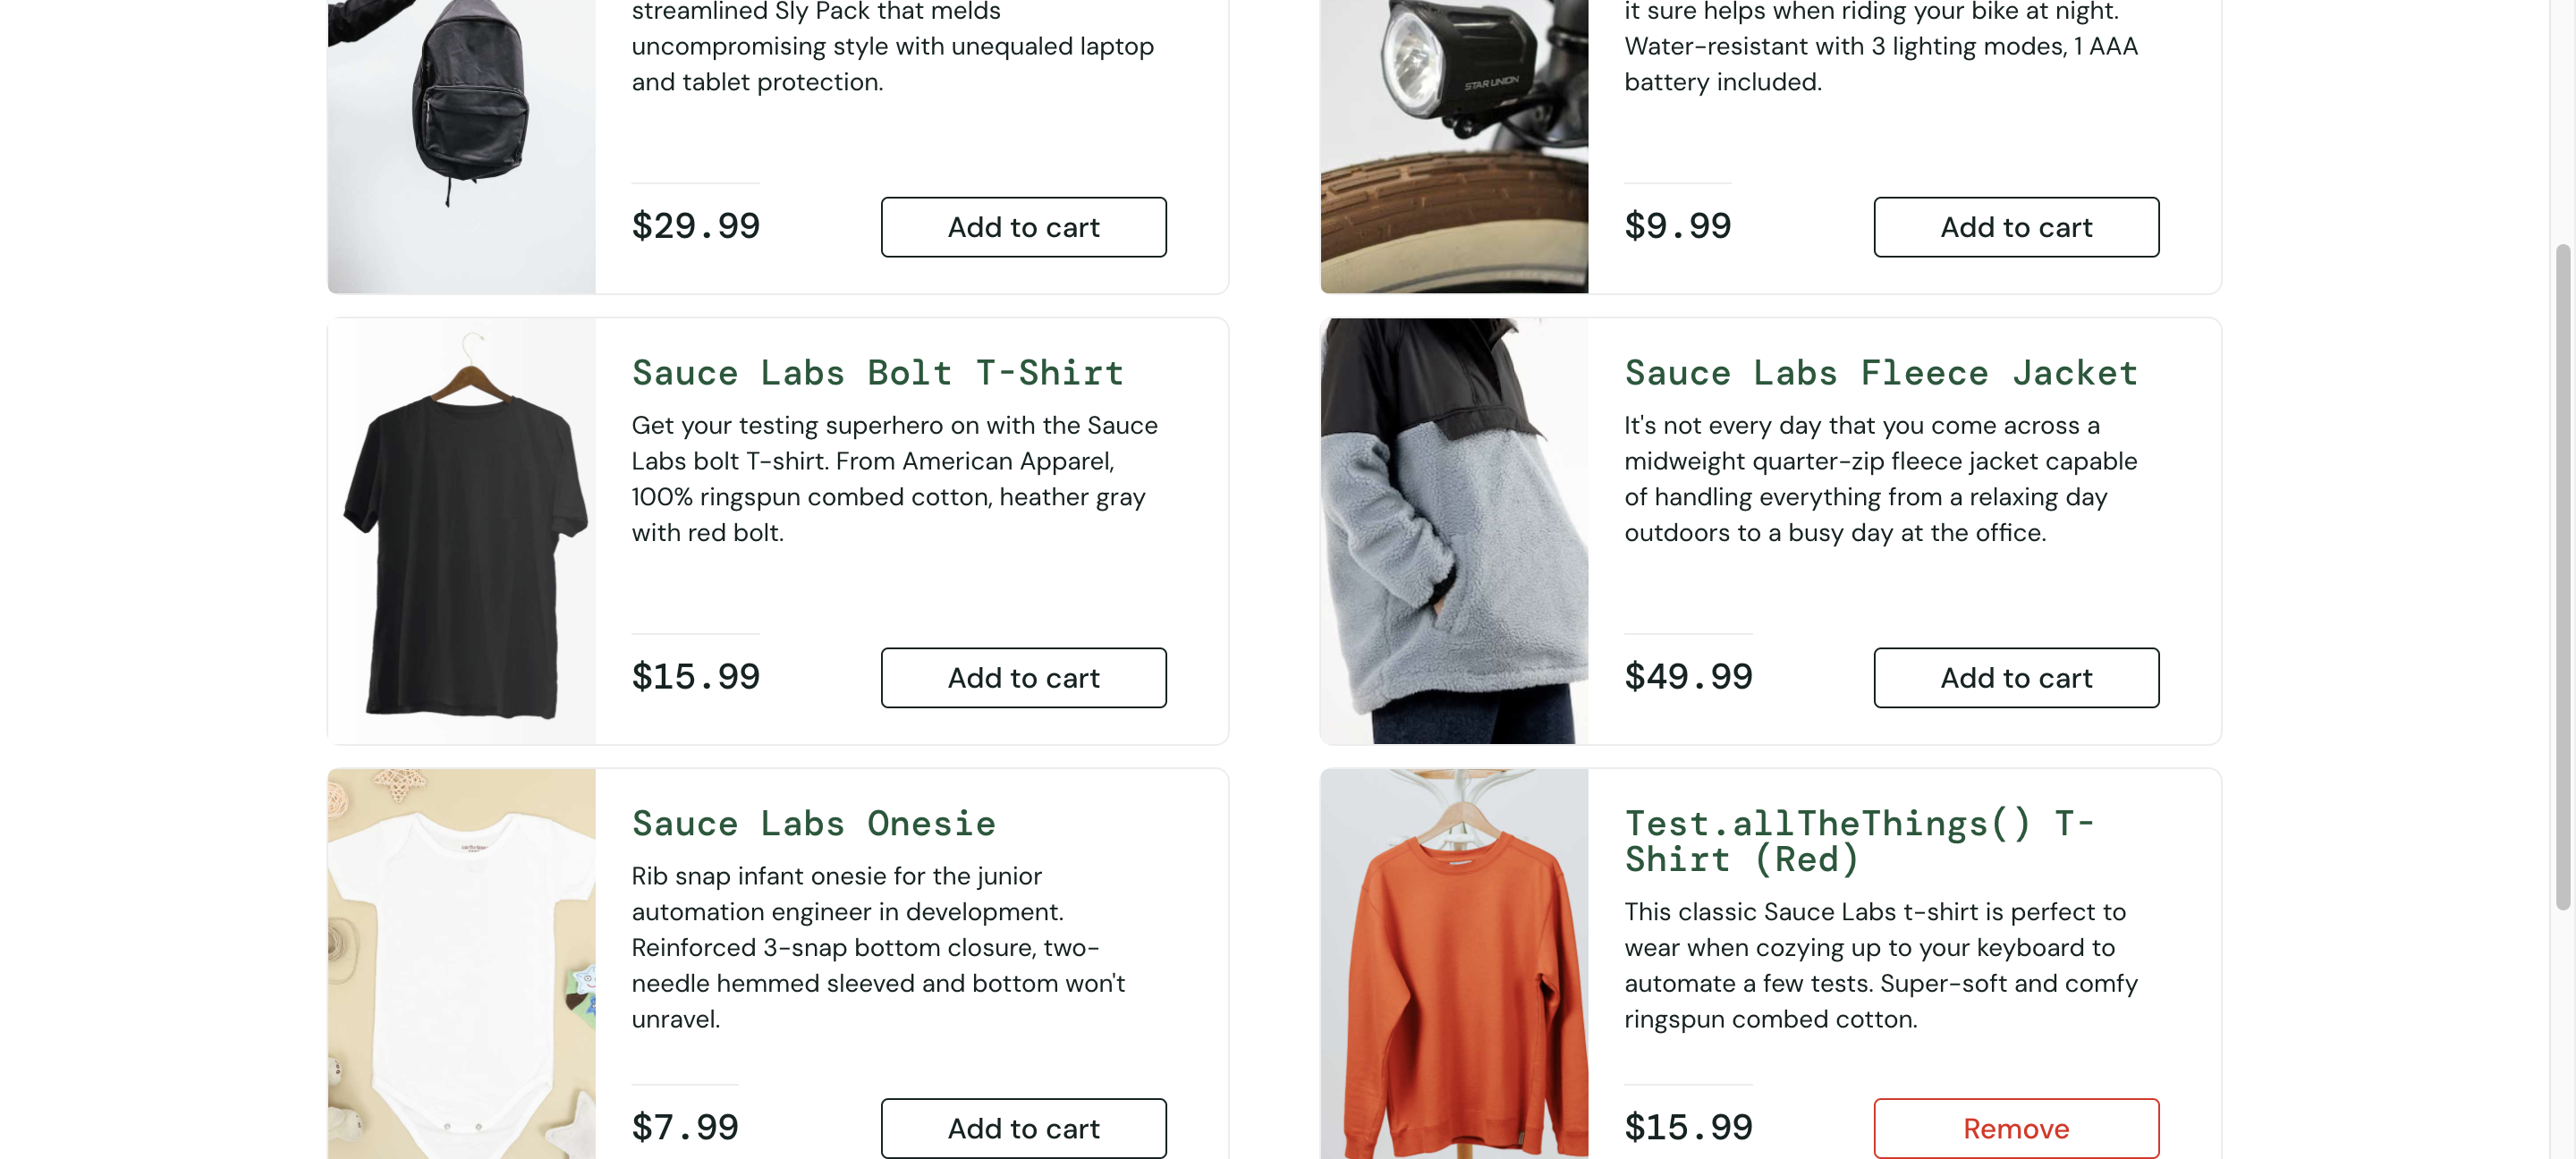 streamlined Sly Pack that melds
uncompromising style with unequaled laptop
and tablet protection.
$29.99
Add to cart
it sure helps when riding your bike at night.
Water-resistant with 3 lighting modes, 1 AAA
battery included.
STAR UNION
$9.99
Add to cart
Sauce Labs Bolt T-Shirt
Get your testing superhero on with the Sauce
Labs bolt T-shirt. From American Apparel,
100% ringspun combed cotton, heather gray
with red bolt.
$15.99
Add to cart
Sauce Labs Fleece Jacket
It's not every day that you come across a
midweight quarter-zip fleece jacket capable
of handling everything from a relaxing day
outdoors to a busy day at the office.
$49.99
Add to cart
Sauce Labs Onesie
Rib snap infant onesie for the junior
automation engineer in development.
Reinforced 3-snap bottom closure, two-
needle hemmed sleeved and bottom won't
unravel.
$7.99
Add to cart
Test.allTheThings() T-
Shirt (Red)
This classic Sauce Labs t-shirt is perfect to
wear when cozying up to your keyboard to
automate a few tests. Super-soft and comfy
ringspun combed cotton.
$15.99
Remove